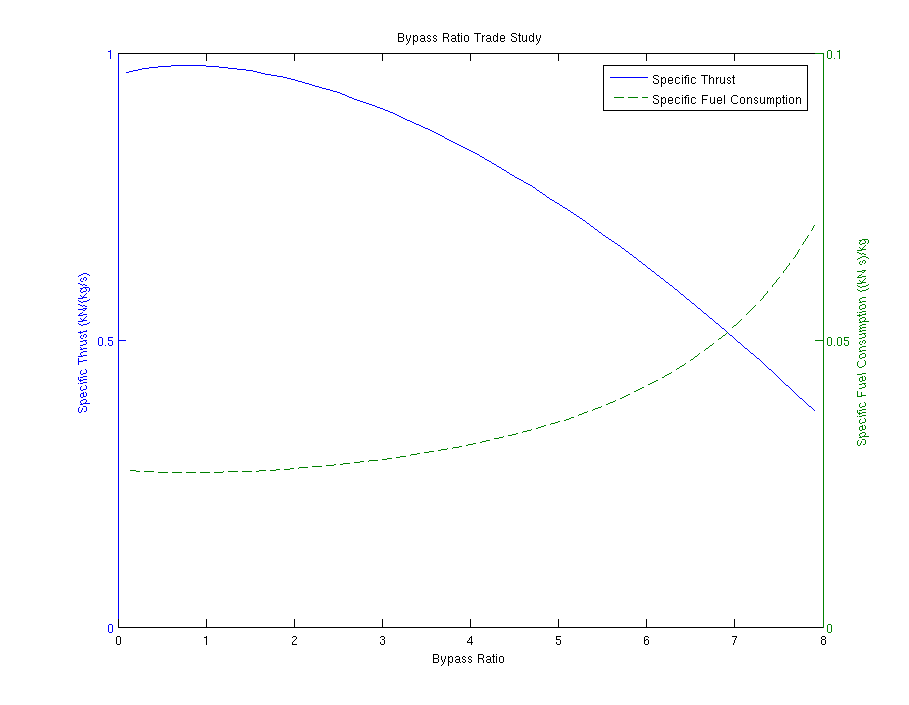 Bypass Ratio Trade Study
1
0.1
Specific Thrust
Specific Fuel Consumption
Specific Thrust (kN/(kg/s)
0.5
0.05
Specific Fuel Consumption ((kN s)/kg
0
0
0 1 2 3 4 5 6 7 8
Bypass Ratio